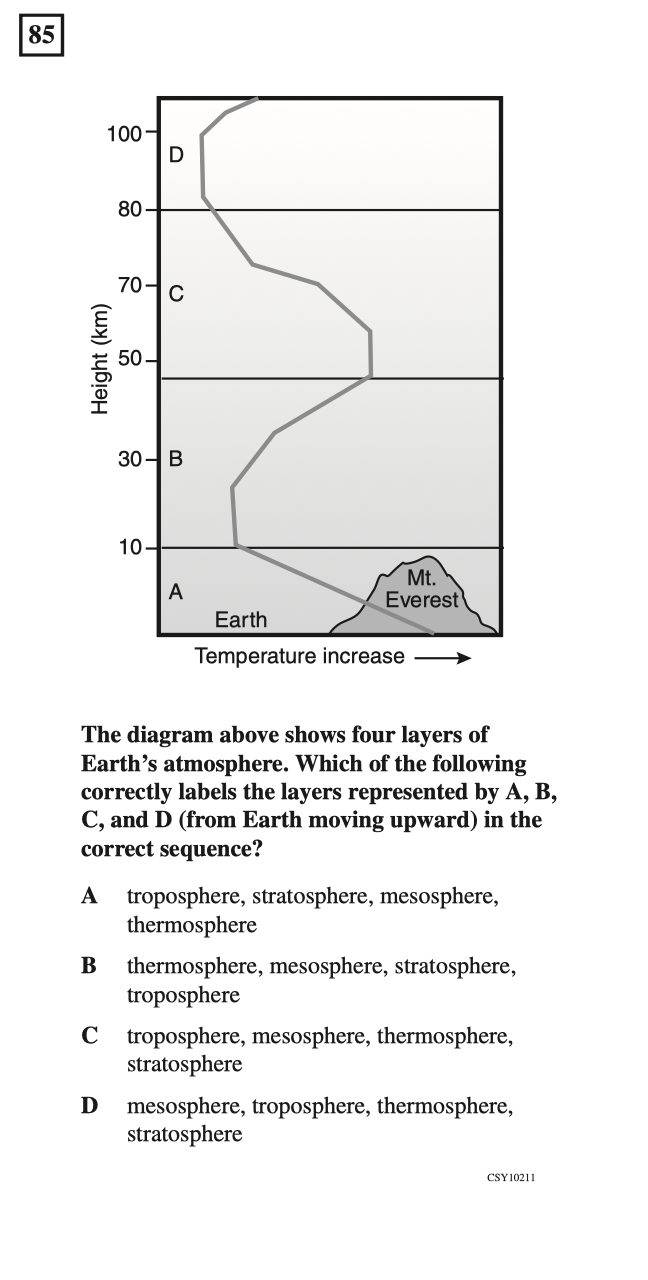 85
100
D
80
70
C
Height (km)
50
30
B
10
A
Mt.
Everest
Earth
Temperature increase
The diagram above shows four layers of
Earth’s atmosphere. Which of the following
correctly labels the layers represented by A, B,
C, and D (from Earth moving upward) in the
correct sequence?
A troposphere, stratosphere, mesosphere,
thermosphere
B thermosphere, mesosphere, stratosphere,
troposphere
C troposphere, mesosphere, thermosphere,
stratosphere
D mesosphere, troposphere, thermosphere,
stratosphere
CSY10211